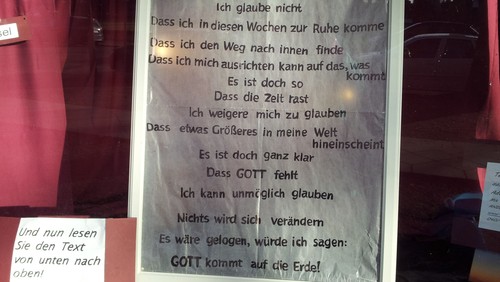 sel
Ich glaube nicht
Dass ich in diesen Wochen zur Ruhe komme
Dass ich den Weg nach innen finde
Dass ich mich ausrichten kann auf das, was
kommt
Es ist doch so
Dass die Zeit rast
Ich weigere mich zu glauben
Dass etwas Größeres in meine Welt
hineinscheint
Es ist doch ganz klar
Dass GOTT fehlt
Ich kann unmöglich glauben
Nichts wird sich verändern
Es wäre gelogen, würde ich sagen:
GOTT kommt auf die Erde!
Und nun lesen
Sie den Text
von unten nach
oben!